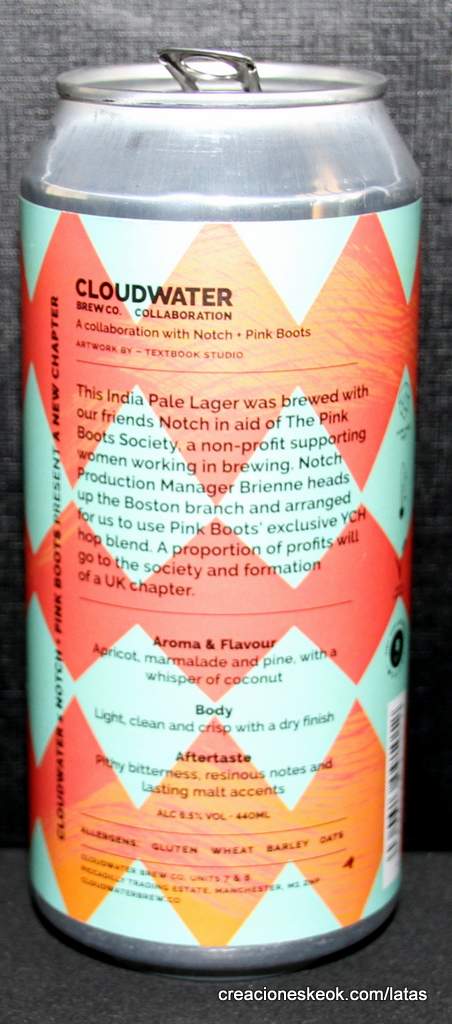 CLOUDWATER
BREW CO. COLLABORATION
A collaboration with Notch + Pink Boots
ARTWORK BY – TEXTBOOK STUDIO
This India Pale Lager was brewed with
our friends Notch in aid of The Pink
Boots Society, a non-profit supporting
women working in brewing. Notch
Production Manager Brienne heads
up the Boston branch and arranged
for us to use Pink Boots' exclusive YCH
hop blend. A proportion of profits will
go to the society and formation
of a UK chapter.
Aroma & Flavour
Apricot, marmalade and pine, with a
whisper of coconut
Body
Light, clean and crisp with a dry finish
Aftertaste
Pithy bitterness, resinous notes and
lasting malt accents
ALC 5.5% VOL - 440ML
ALLERGENS: GLUTEN WHEAT BARLEY OATS
CLOUDWATER BREW CO. UNITS 7 & 8
PICCADILLY TRADING ESTATE, MANCHESTER, M1 2NP
CLOUDWATERBREW.CO
CLOUDWATER + NOTCH + PINK BOOTS PRESENT: A NEW CHAPTER
creacioneskeok.com/latas